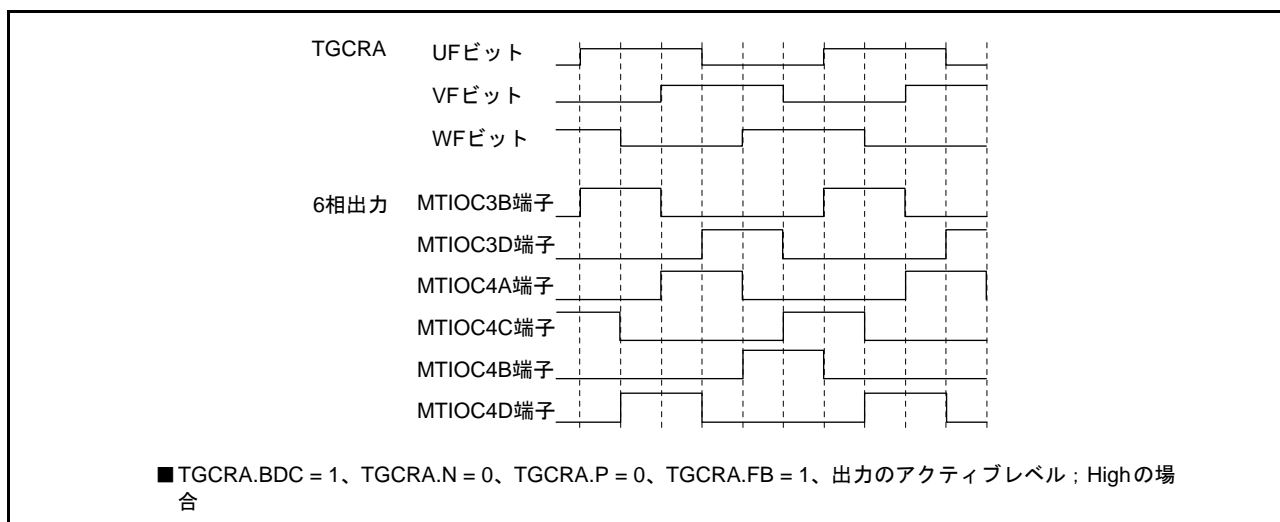 TGCRA UFビット
VFビット
WFビット
6相出力 MTIOC3B端子
MTIOC3D端子
MTIOC4A端子
MTIOC4C端子
MTIOC4B端子
MTIOC4D端子
■TGCRA.BDC = 1、TGCRA.N = 0、TGCRA.P = 0、TGCRA.FB = 1、出力のアクティブレベル；Highの場
合